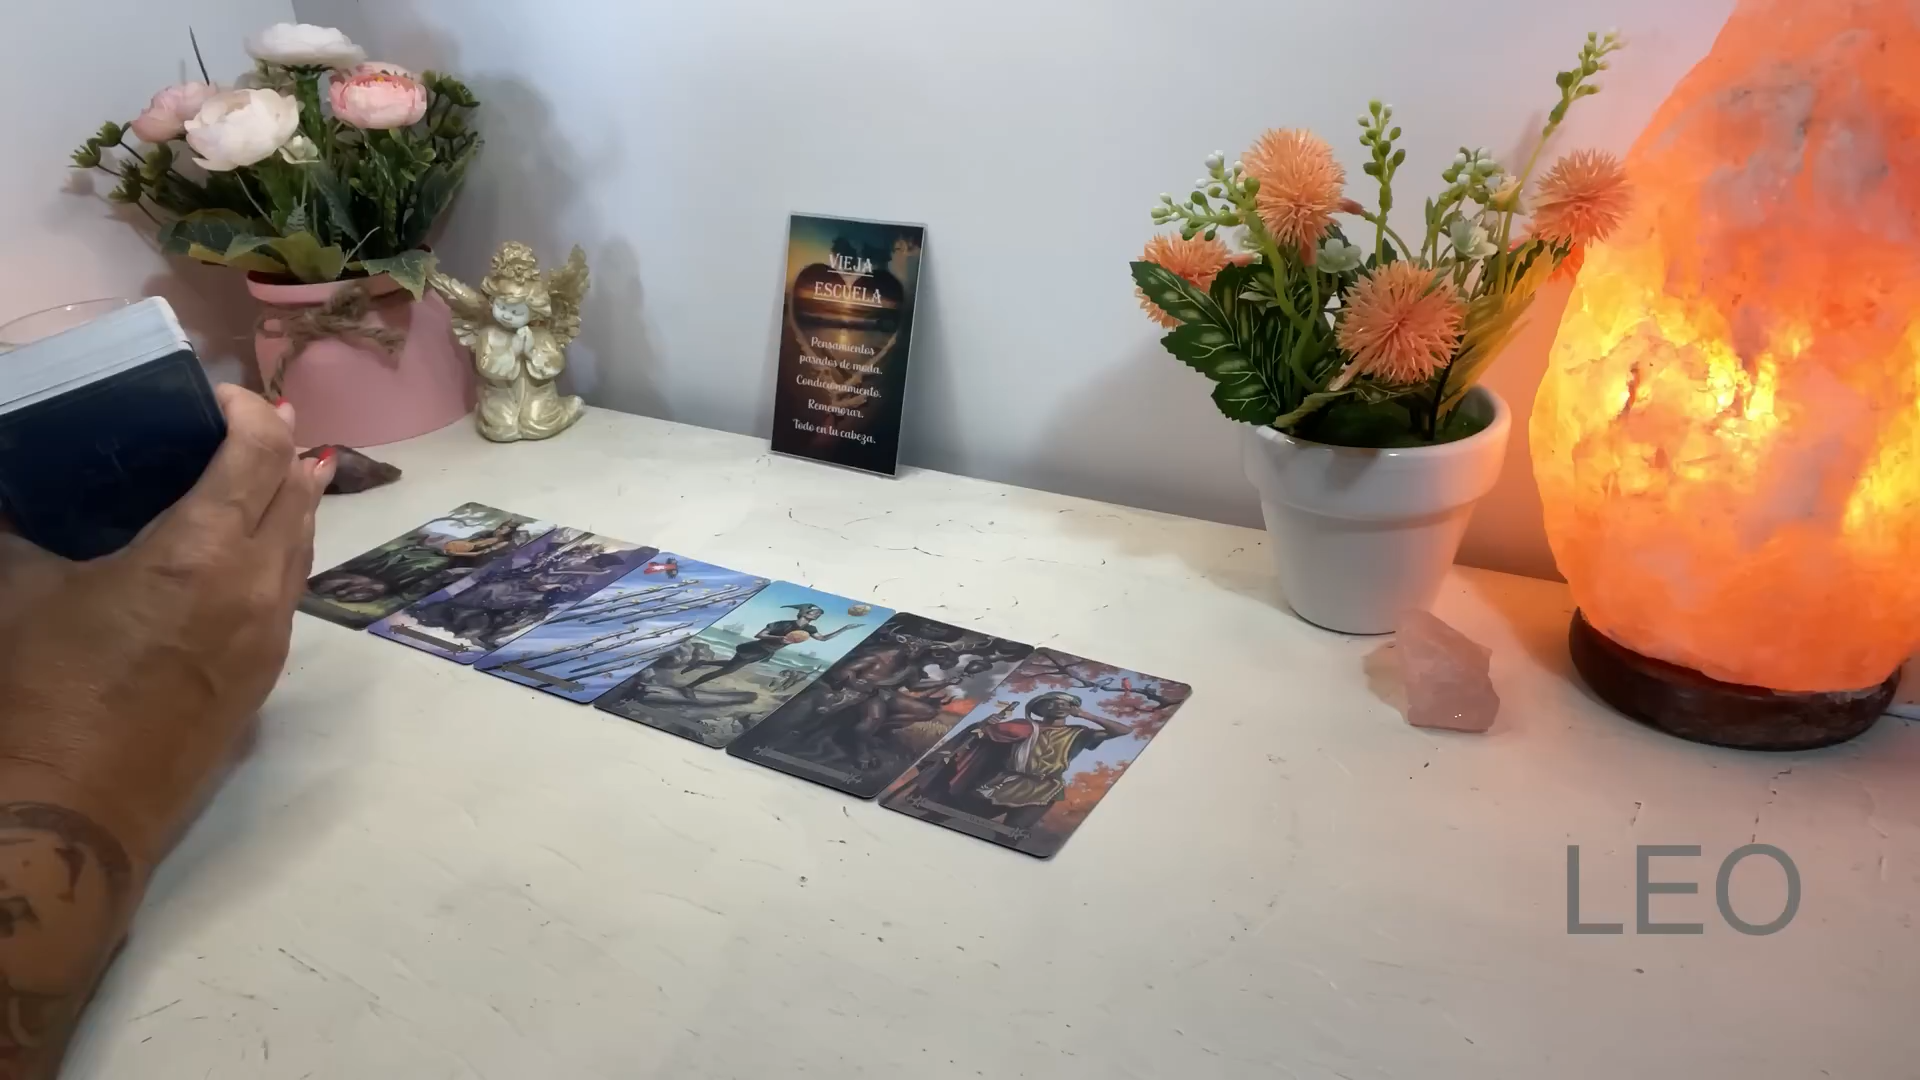 VIEJA
ESCUELA
Pensamientos
pasados de moda.
Condicionamiento.
Rememorar.
Todo en tu cabeza.
LEO